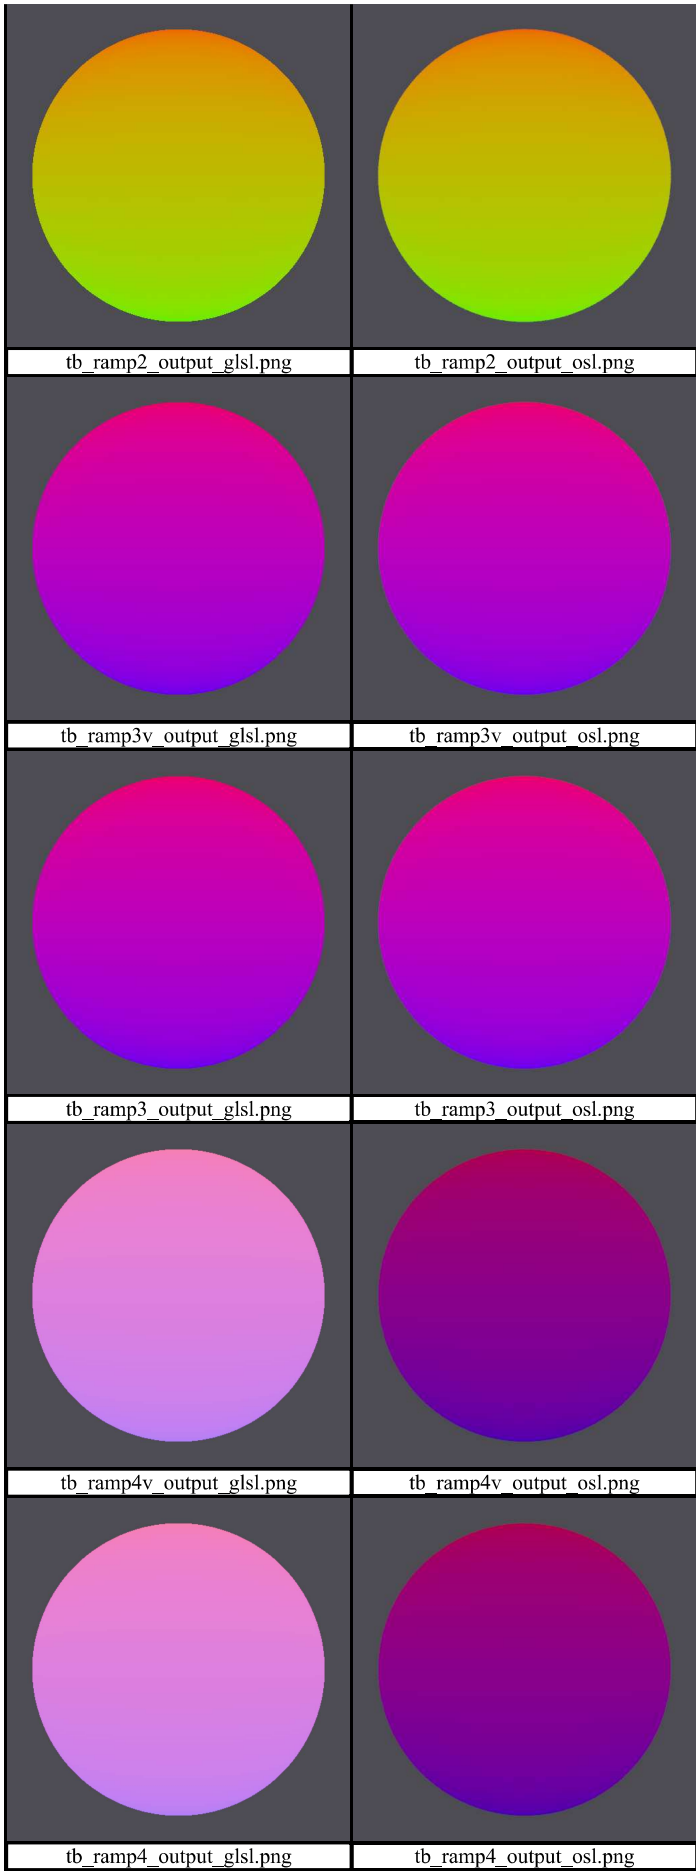 tb_ramp2_output_glsl.png
tb_ramp2_output_osl.png
tb_ramp3v_output_glsl.png
tb_ramp3v_output_osl.png
tb_ramp3_output_glsl.png
tb_ramp3_output_osl.png
tb_ramp4v_output_glsl.png
tb_ramp4v_output_osl.png
tb_ramp4_output_glsl.png
tb_ramp4_output_osl.png